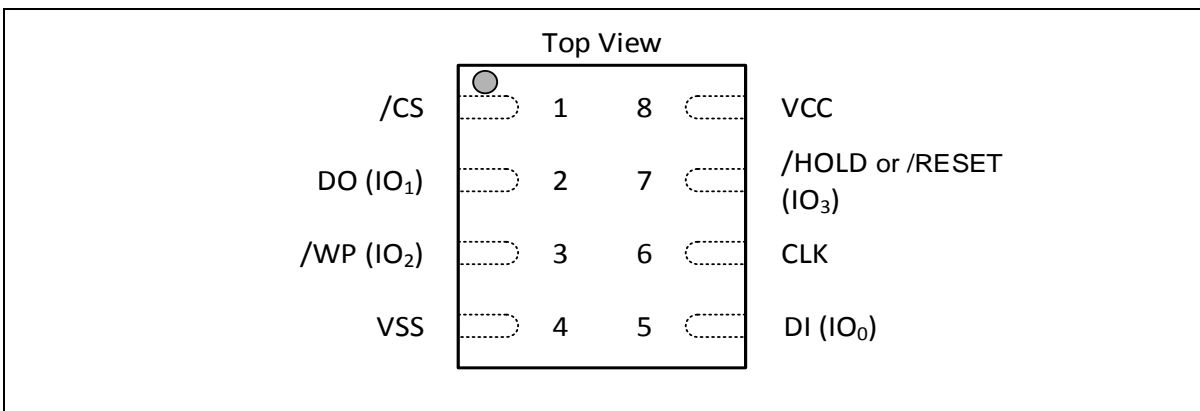 Top View
/CS 1 8 VCC
DO (IO₁) 2 7 /HOLD or /RESET
(IO₃)
/WP (IO₂) 3 6 CLK
VSS 4 5 DI (IO₀)